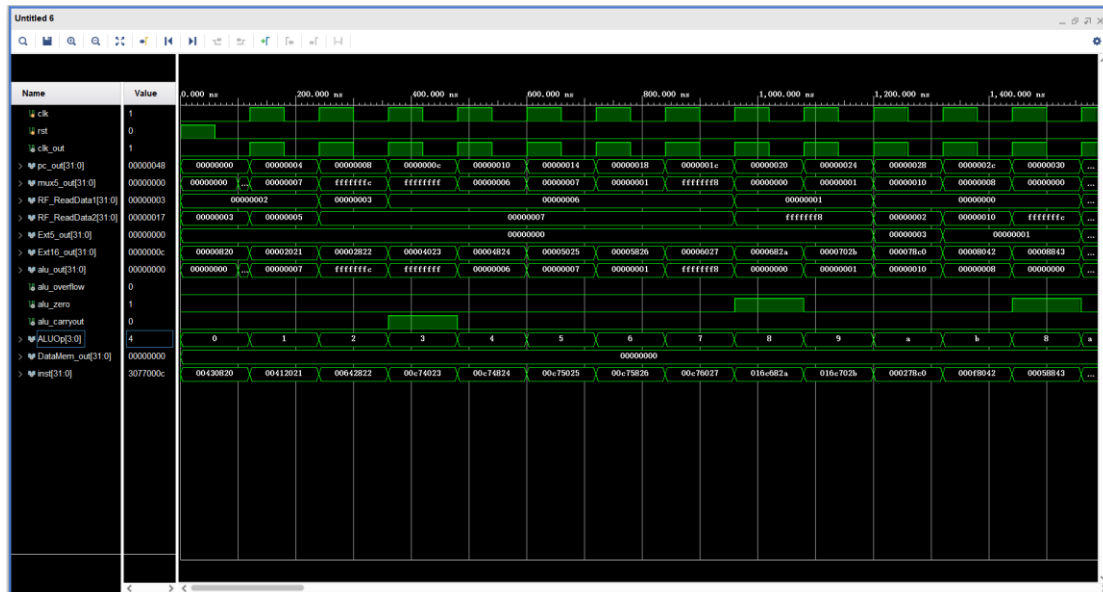 Untitled 6
Name Value
0.000 ns 200.000 ns 400.000 ns 600.000 ns 800.000 ns 1,000.000 ns 1,200.000 ns 1,400.000 ns
clk 1
rst 0
clk_out 1
pc_out[31:0] 00000048 00000000 00000004 00000008 0000000c 00000010 00000014 00000018 0000001c 00000020 00000024 00000028 0000002c 00000030 ...
mux5_out[31:0] 00000000 00000000 ... 00000007 fffffffc ffffffff 00000006 00000007 00000001 fffffff8 00000000 00000001 00000010 00000008 00000000 ...
RF_ReadData1[31:0] 00000003 00000002 00000003 00000006 00000001 00000000 ...
RF_ReadData2[31:0] 00000017 00000003 00000005 00000007 fffffff8 00000002 00000010 fffffffc ...
Ext5_out[31:0] 00000000 00000000 00000003 00000001 ...
Ext16_out[31:0] 0000000c 00000820 00002021 00002822 00004023 00004824 00005025 00005826 00006027 0000682a 0000702b 000078c0 00008042 00008843 ...
alu_out[31:0] 00000000 00000000 ... 00000007 fffffffc ffffffff 00000006 00000007 00000001 fffffff8 00000000 00000001 00000010 00000008 00000000 ...
alu_overflow 0
alu_zero 1
alu_carryout 0
ALUOp[3:0] 4 0 1 2 3 4 5 6 7 8 9 a b 8 a
DataMem_out[31:0] 00000000 00000000
inst[31:0] 3077000c 00430820 00412021 00642822 00c74023 00c74824 00c75025 00c75826 00c76027 016c682a 016c702b 000278c0 000f8042 00058843 ...